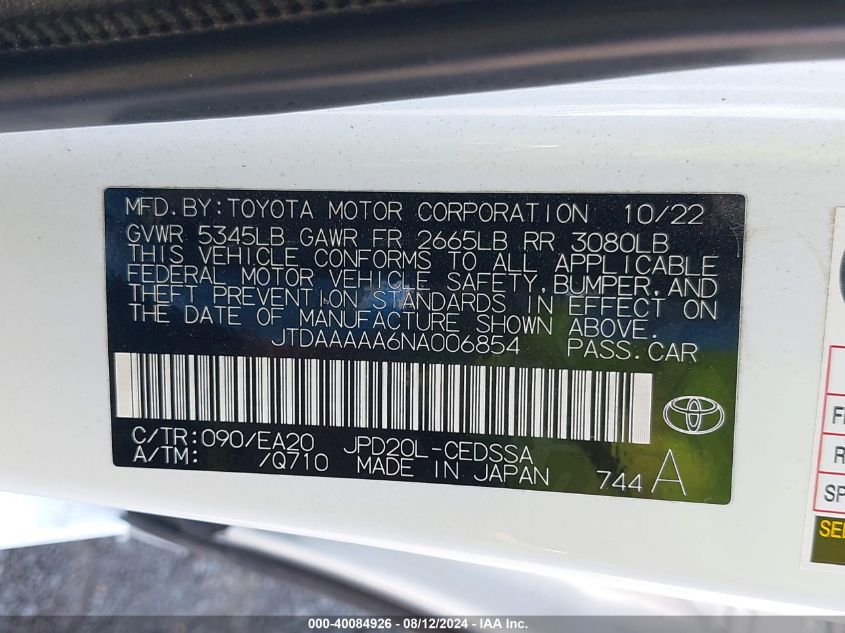 MFD. BY: TOYOTA MOTOR CORPORATION 10/22
GVWR 5345LB GAWR FR 2665LB RR 3080LB
THIS VEHICLE CONFORMS TO ALL APPLICABLE
FEDERAL MOTOR VEHICLE SAFETY, BUMPER, AND
THEFT PREVENTION STANDARDS IN EFFECT ON
THE DATE OF MANUFACTURE SHOWN ABOVE.
JTDAAAAA6NA006854 PASS. CAR
C/TR: 090/EA20 JPD20L-CEDSSA
A/TM: /Q710 MADE IN JAPAN 744 A
000-40084926 - 08/12/2024 - IAA Inc.